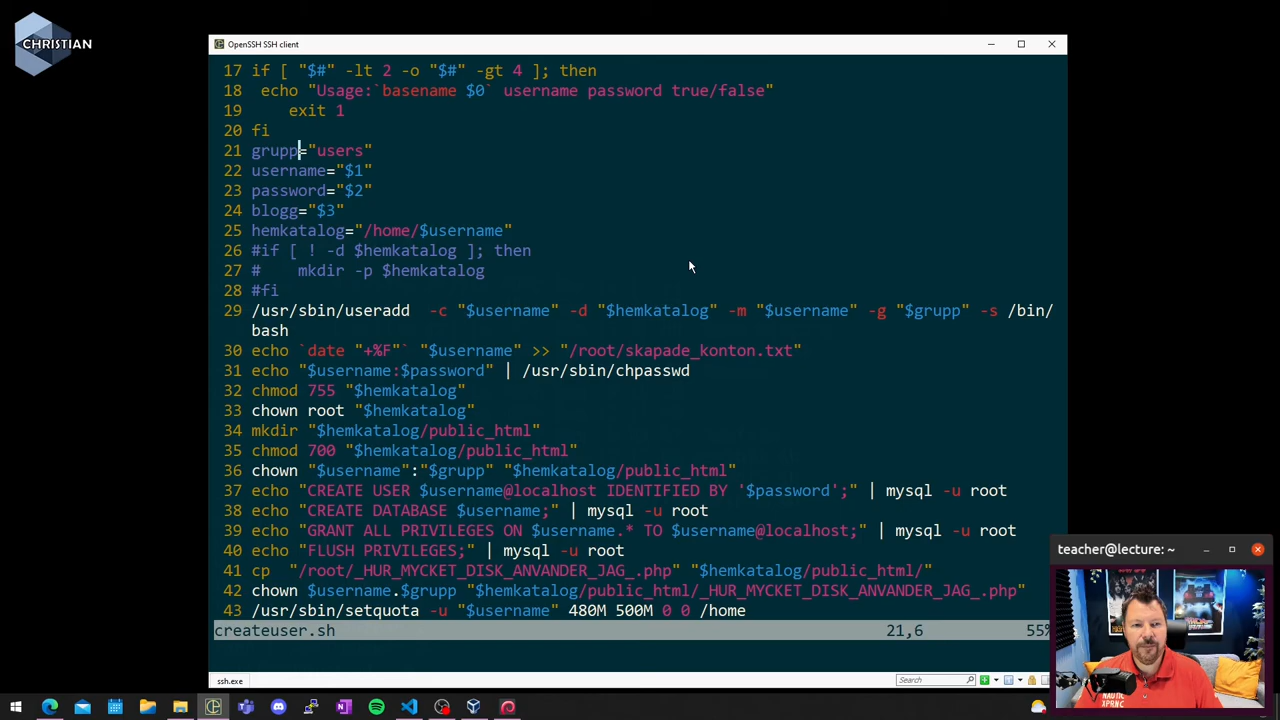 CHRISTIAN
OpenSSH SSH client
17 if [ "$#" -lt 2 -o "$#" -gt 4 ]; then
18  echo "Usage:`basename $0` username password true/false"
19     exit 1
20 fi
21 grupp="users"
22 username="$1"
23 password="$2"
24 blogg="$3"
25 hemkatalog="/home/$username"
26 #if [ ! -d $hemkatalog ]; then
27 #    mkdir -p $hemkatalog
28 #fi
29 /usr/sbin/useradd  -c "$username" -d "$hemkatalog" -m "$username" -g "$grupp" -s /bin/
bash
30 echo `date "+%F"` "$username" >> "/root/skapade_konton.txt"
31 echo "$username:$password" | /usr/sbin/chpasswd
32 chmod 755 "$hemkatalog"
33 chown root "$hemkatalog"
34 mkdir "$hemkatalog/public_html"
35 chmod 700 "$hemkatalog/public_html"
36 chown "$username":"$grupp" "$hemkatalog/public_html"
37 echo "CREATE USER $username@localhost IDENTIFIED BY '$password';" | mysql -u root
38 echo "CREATE DATABASE $username;" | mysql -u root
39 echo "GRANT ALL PRIVILEGES ON $username.* TO $username@localhost;" | mysql -u root
40 echo "FLUSH PRIVILEGES;" | mysql -u root
41 cp  "/root/_HUR_MYCKET_DISK_ANVANDER_JAG_.php" "$hemkatalog/public_html/"
42 chown $username.$grupp $hemkatalog/public_html/_HUR_MYCKET_DISK_ANVANDER_JAG_.php"
43 /usr/sbin/setquota -u "$username" 480M 500M 0 0 /home
createuser.sh 21,6 55%
teacher@lecture: ~
ssh.exe
Search